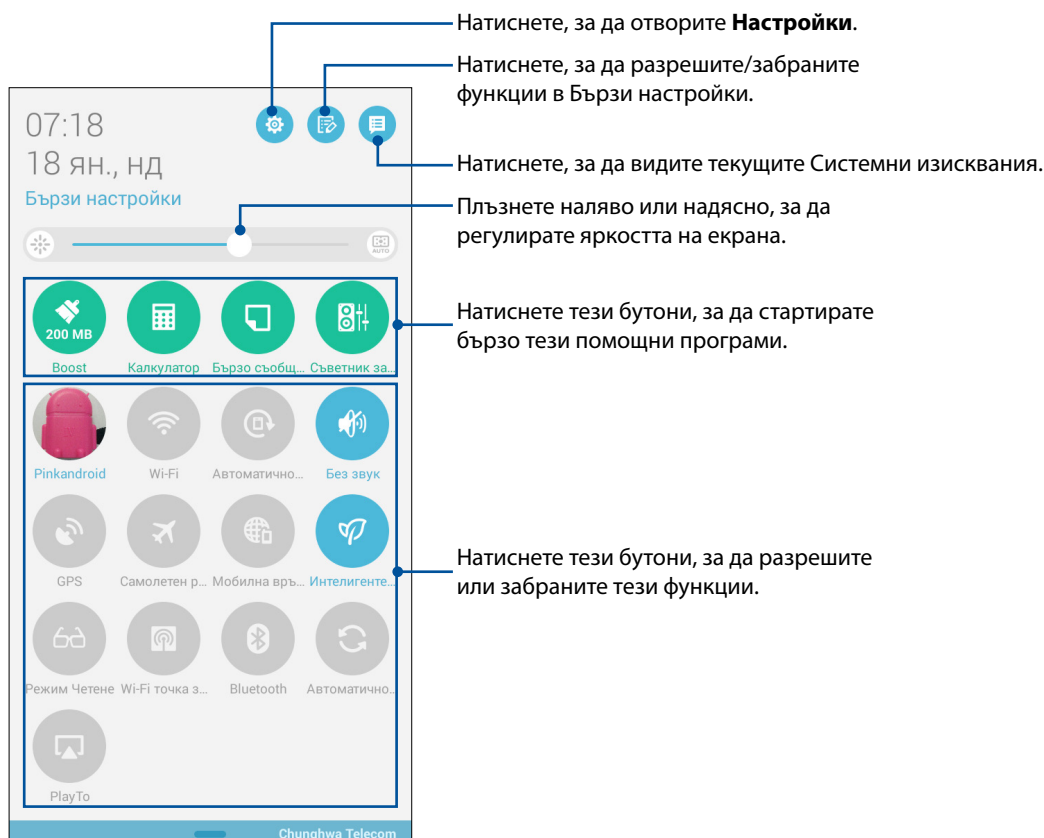 Натиснете, за да отворите Настройки.
Натиснете, за да разрешите/забраните
функции в Бързи настройки.
Натиснете, за да видите текущите Системни изисквания.
Плъзнете наляво или надясно, за да
регулирате яркостта на екрана.
Натиснете тези бутони, за да стартирате
бързо тези помощни програми.
Натиснете тези бутони, за да разрешите
или забраните тези функции.
07:18
18 ян., нд
Бързи настройки
AUTO
200 MB
Boost Калкулатор Бързо съобщ... Съветник за...
Pinkandroid Wi-Fi Автоматично... Без звук
GPS Самолетен р... Мобилна връ... Интелигенте...
Режим Четене Wi-Fi точка з... Bluetooth Автоматично...
PlayTo
Chunghwa Telecom